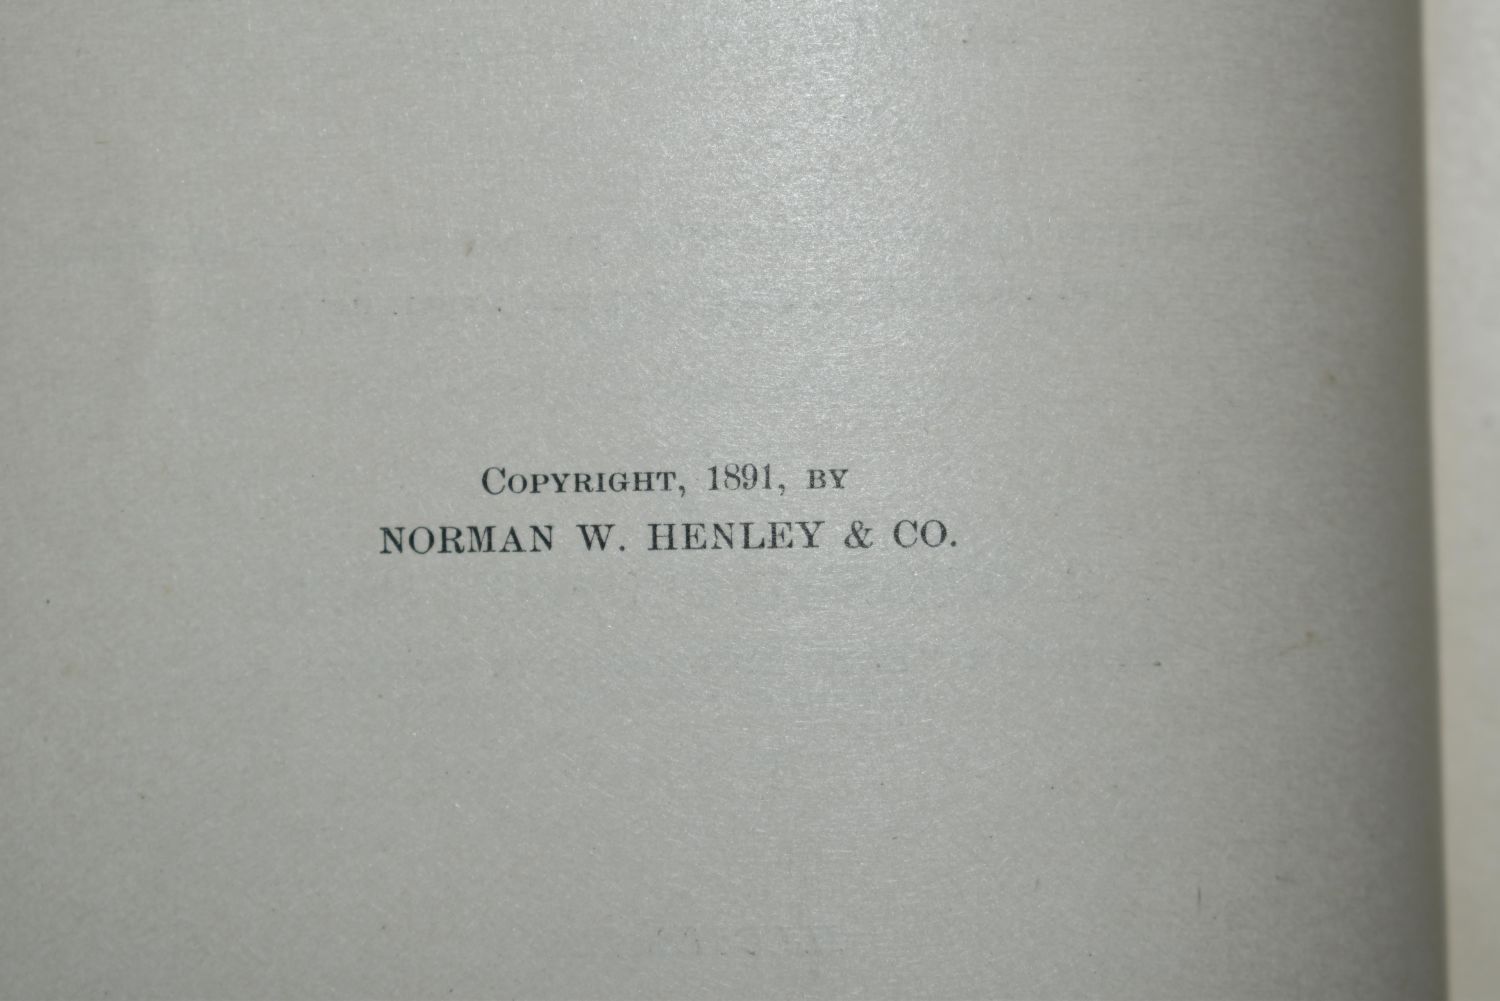 Copyright, 1891, by
NORMAN W. HENLEY & CO.